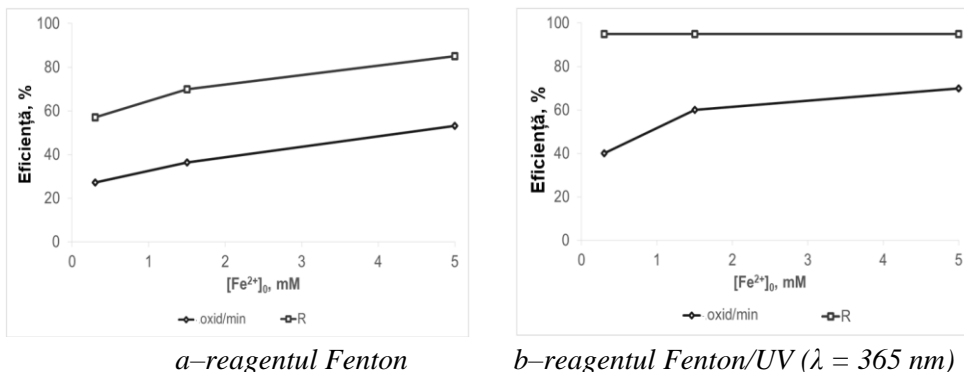 100
80
60
40
20
0
Eficiență, %
0 1 2 3 4 5
[Fe²⁺]₀, mM
oxid/min R
a–reagentul Fenton
100
80
60
40
20
0
Eficiență, %
0 1 2 3 4 5
[Fe²⁺]₀, mM
oxid/min R
b–reagentul Fenton/UV (λ = 365 nm)